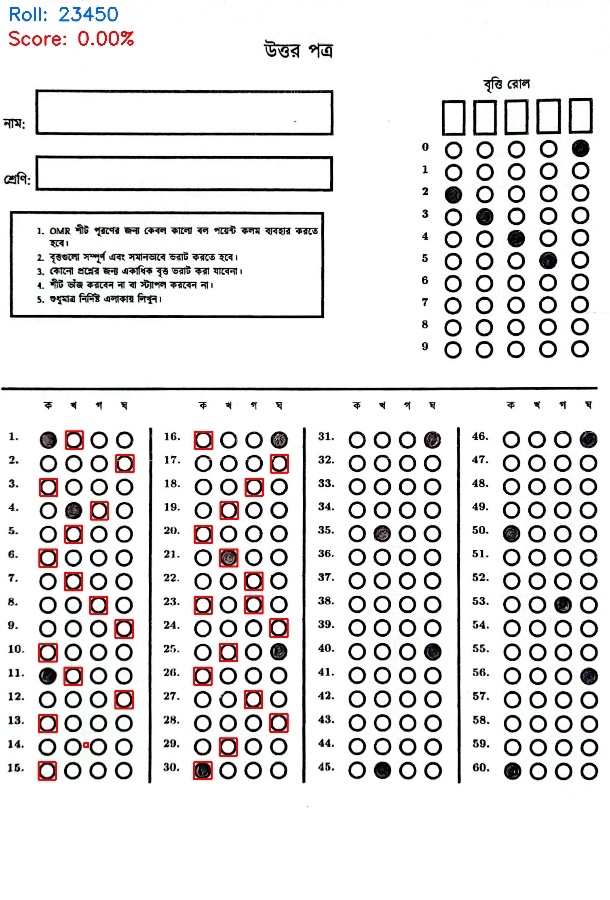 Roll: 23450
Score: 0.00%
উত্তর পত্র
বৃত্তি রোল
নাম:
শ্রেণি:
1. OMR শীট পূরণের জন্য কেবল কালো বল পয়েন্ট কলম ব্যবহার করতে
হবে।
2. বৃত্তগুলো সম্পূর্ণ এবং সমানভাবে ভরাট করতে হবে।
3. কোনো প্রশ্নের জন্য একাধিক বৃত্ত ভরাট করা যাবেনা।
4. শীট ভাঁজ করবেন না বা স্ট্যাপল করবেন না।
5. শুধুমাত্র নির্দিষ্ট এলাকায় লিখুন।
0
1
2
3
4
5
6
7
8
9
ক খ গ ঘ ক খ গ ঘ ক খ গ ঘ ক খ গ ঘ
1. 16. 31. 46.
2. 17. 32. 47.
3. 18. 33. 48.
4. 19. 34. 49.
5. 20. 35. 50.
6. 21. 36. 51.
7. 22. 37. 52.
8. 23. 38. 53.
9. 24. 39. 54.
10. 25. 40. 55.
11. 26. 41. 56.
12. 27. 42. 57.
13. 28. 43. 58.
14. 29. 44. 59.
15. 30. 45. 60.